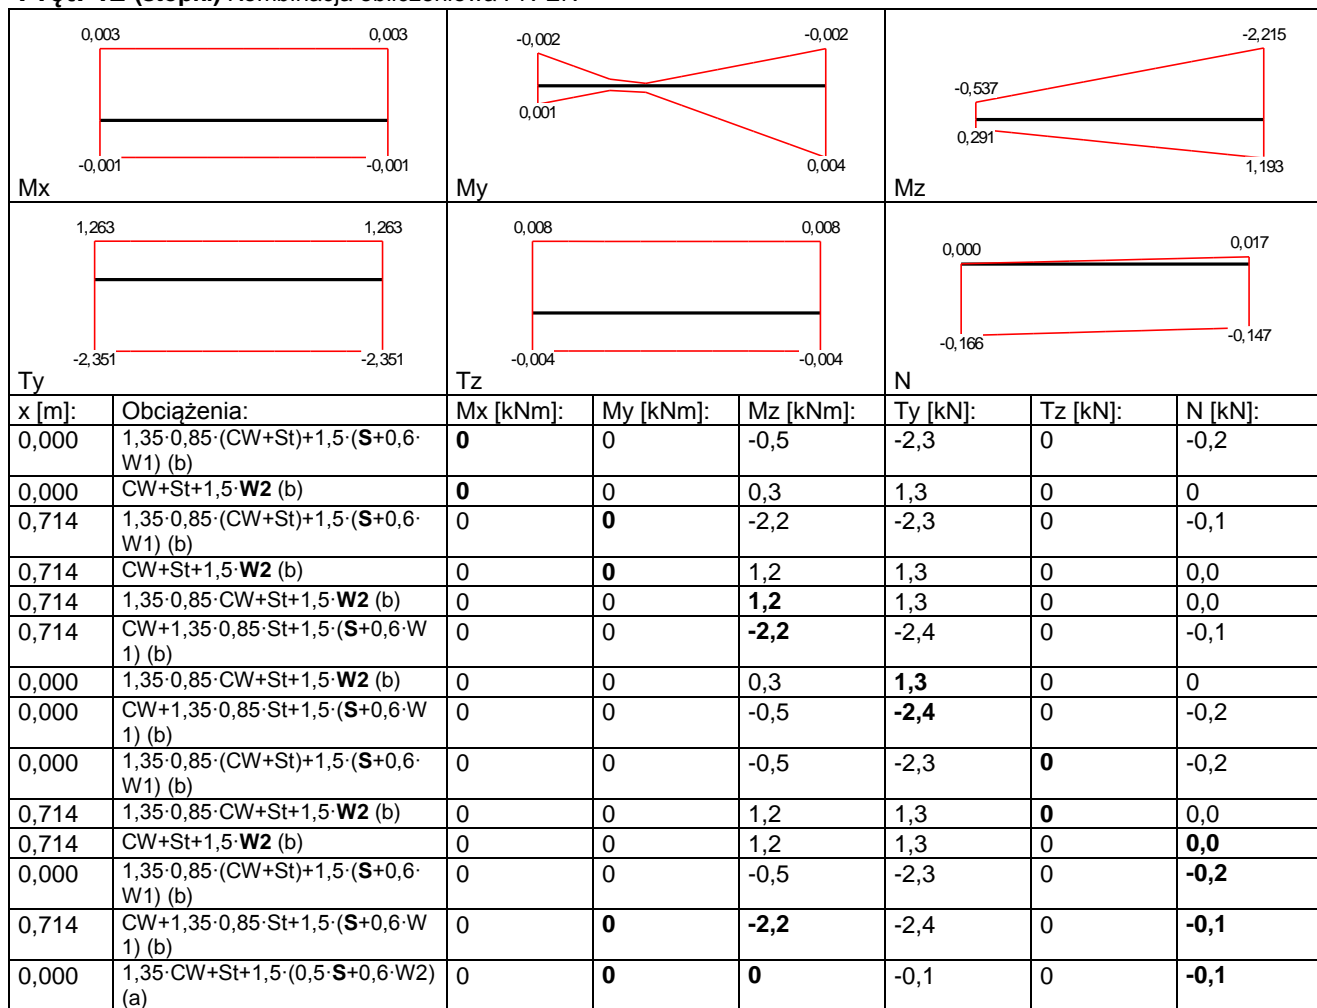 0,003 0,003
-0,001 -0,001
Mx
-0,002 -0,002
0,001 0,004
My
-2,215
-0,537
0,291
1,193
Mz
1,263 1,263
-2,351 -2,351
Ty
0,008 0,008
-0,004 -0,004
Tz
0,000 0,017
-0,166 -0,147
N
x [m]: Obciążenia: Mx [kNm]: My [kNm]: Mz [kNm]: Ty [kN]: Tz [kN]: N [kN]:
0,000 1,35·0,85·(CW+St)+1,5·(S+0,6· 0 0 -0,5 -2,3 0 -0,2
W1) (b)
0,000 CW+St+1,5·W2 (b) 0 0 0,3 1,3 0 0
0,714 1,35·0,85·(CW+St)+1,5·(S+0,6· 0 0 -2,2 -2,3 0 -0,1
W1) (b)
0,714 CW+St+1,5·W2 (b) 0 0 1,2 1,3 0 0,0
0,714 1,35·0,85·CW+St+1,5·W2 (b) 0 0 1,2 1,3 0 0,0
0,714 CW+1,35·0,85·St+1,5·(S+0,6·W 0 0 -2,2 -2,4 0 -0,1
1) (b)
0,000 1,35·0,85·CW+St+1,5·W2 (b) 0 0 0,3 1,3 0 0
0,000 CW+1,35·0,85·St+1,5·(S+0,6·W 0 0 -0,5 -2,4 0 -0,2
1) (b)
0,000 1,35·0,85·(CW+St)+1,5·(S+0,6· 0 0 -0,5 -2,3 0 -0,2
W1) (b)
0,714 1,35·0,85·CW+St+1,5·W2 (b) 0 0 1,2 1,3 0 0,0
0,714 CW+St+1,5·W2 (b) 0 0 1,2 1,3 0 0,0
0,000 1,35·0,85·(CW+St)+1,5·(S+0,6· 0 0 -0,5 -2,3 0 -0,2
W1) (b)
0,714 CW+1,35·0,85·St+1,5·(S+0,6·W 0 0 -2,2 -2,4 0 -0,1
1) (b)
0,000 1,35·CW+St+1,5·(0,5·S+0,6·W2) 0 0 0 -0,1 0 -0,1
(a)